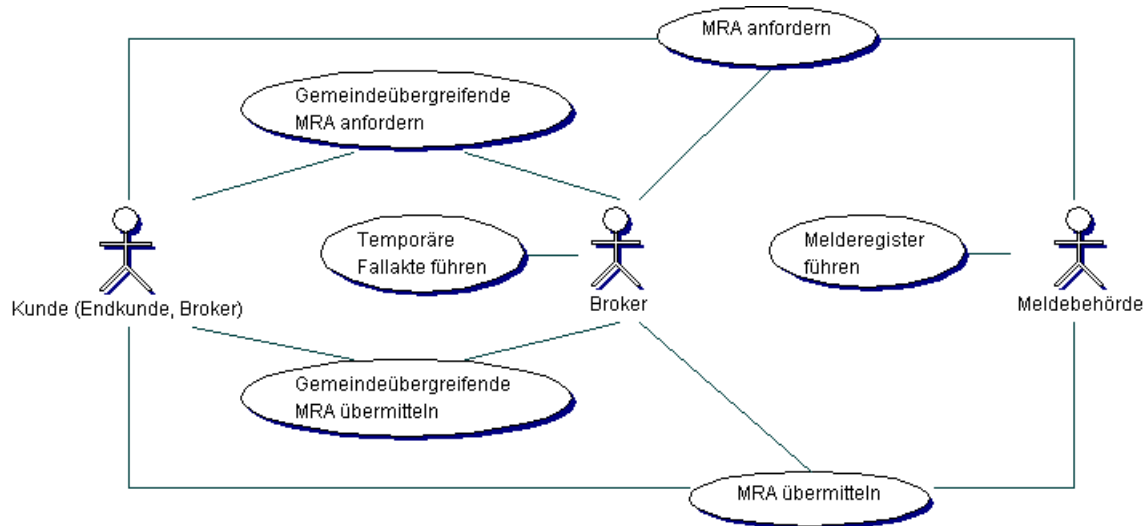 MRA anfordern
Gemeindeübergreifende
MRA anfordern
Temporäre
Fallakte führen
Melderegister
führen
Kunde (Endkunde, Broker)
Broker
Meldebehörde
Gemeindeübergreifende
MRA übermitteln
MRA übermitteln